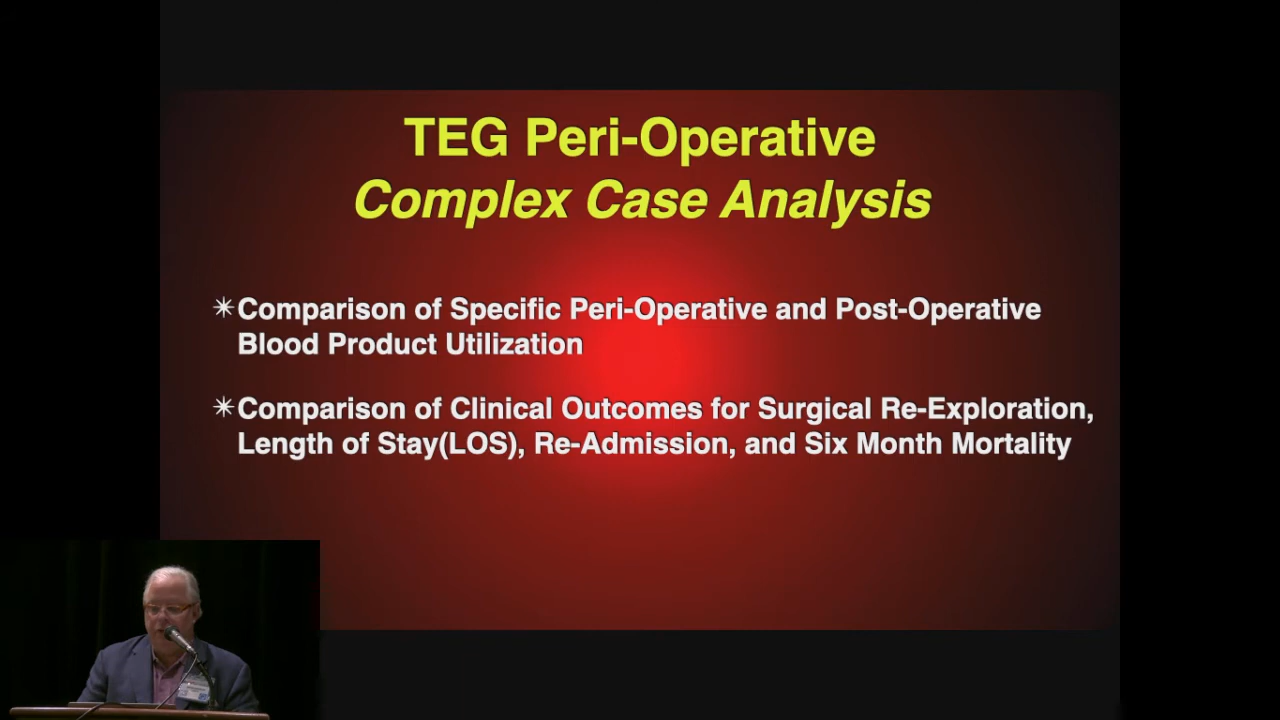 TEG Peri-Operative
Complex Case Analysis
✴Comparison of Specific Peri-Operative and Post-Operative
Blood Product Utilization
✴Comparison of Clinical Outcomes for Surgical Re-Exploration,
Length of Stay(LOS), Re-Admission, and Six Month Mortality